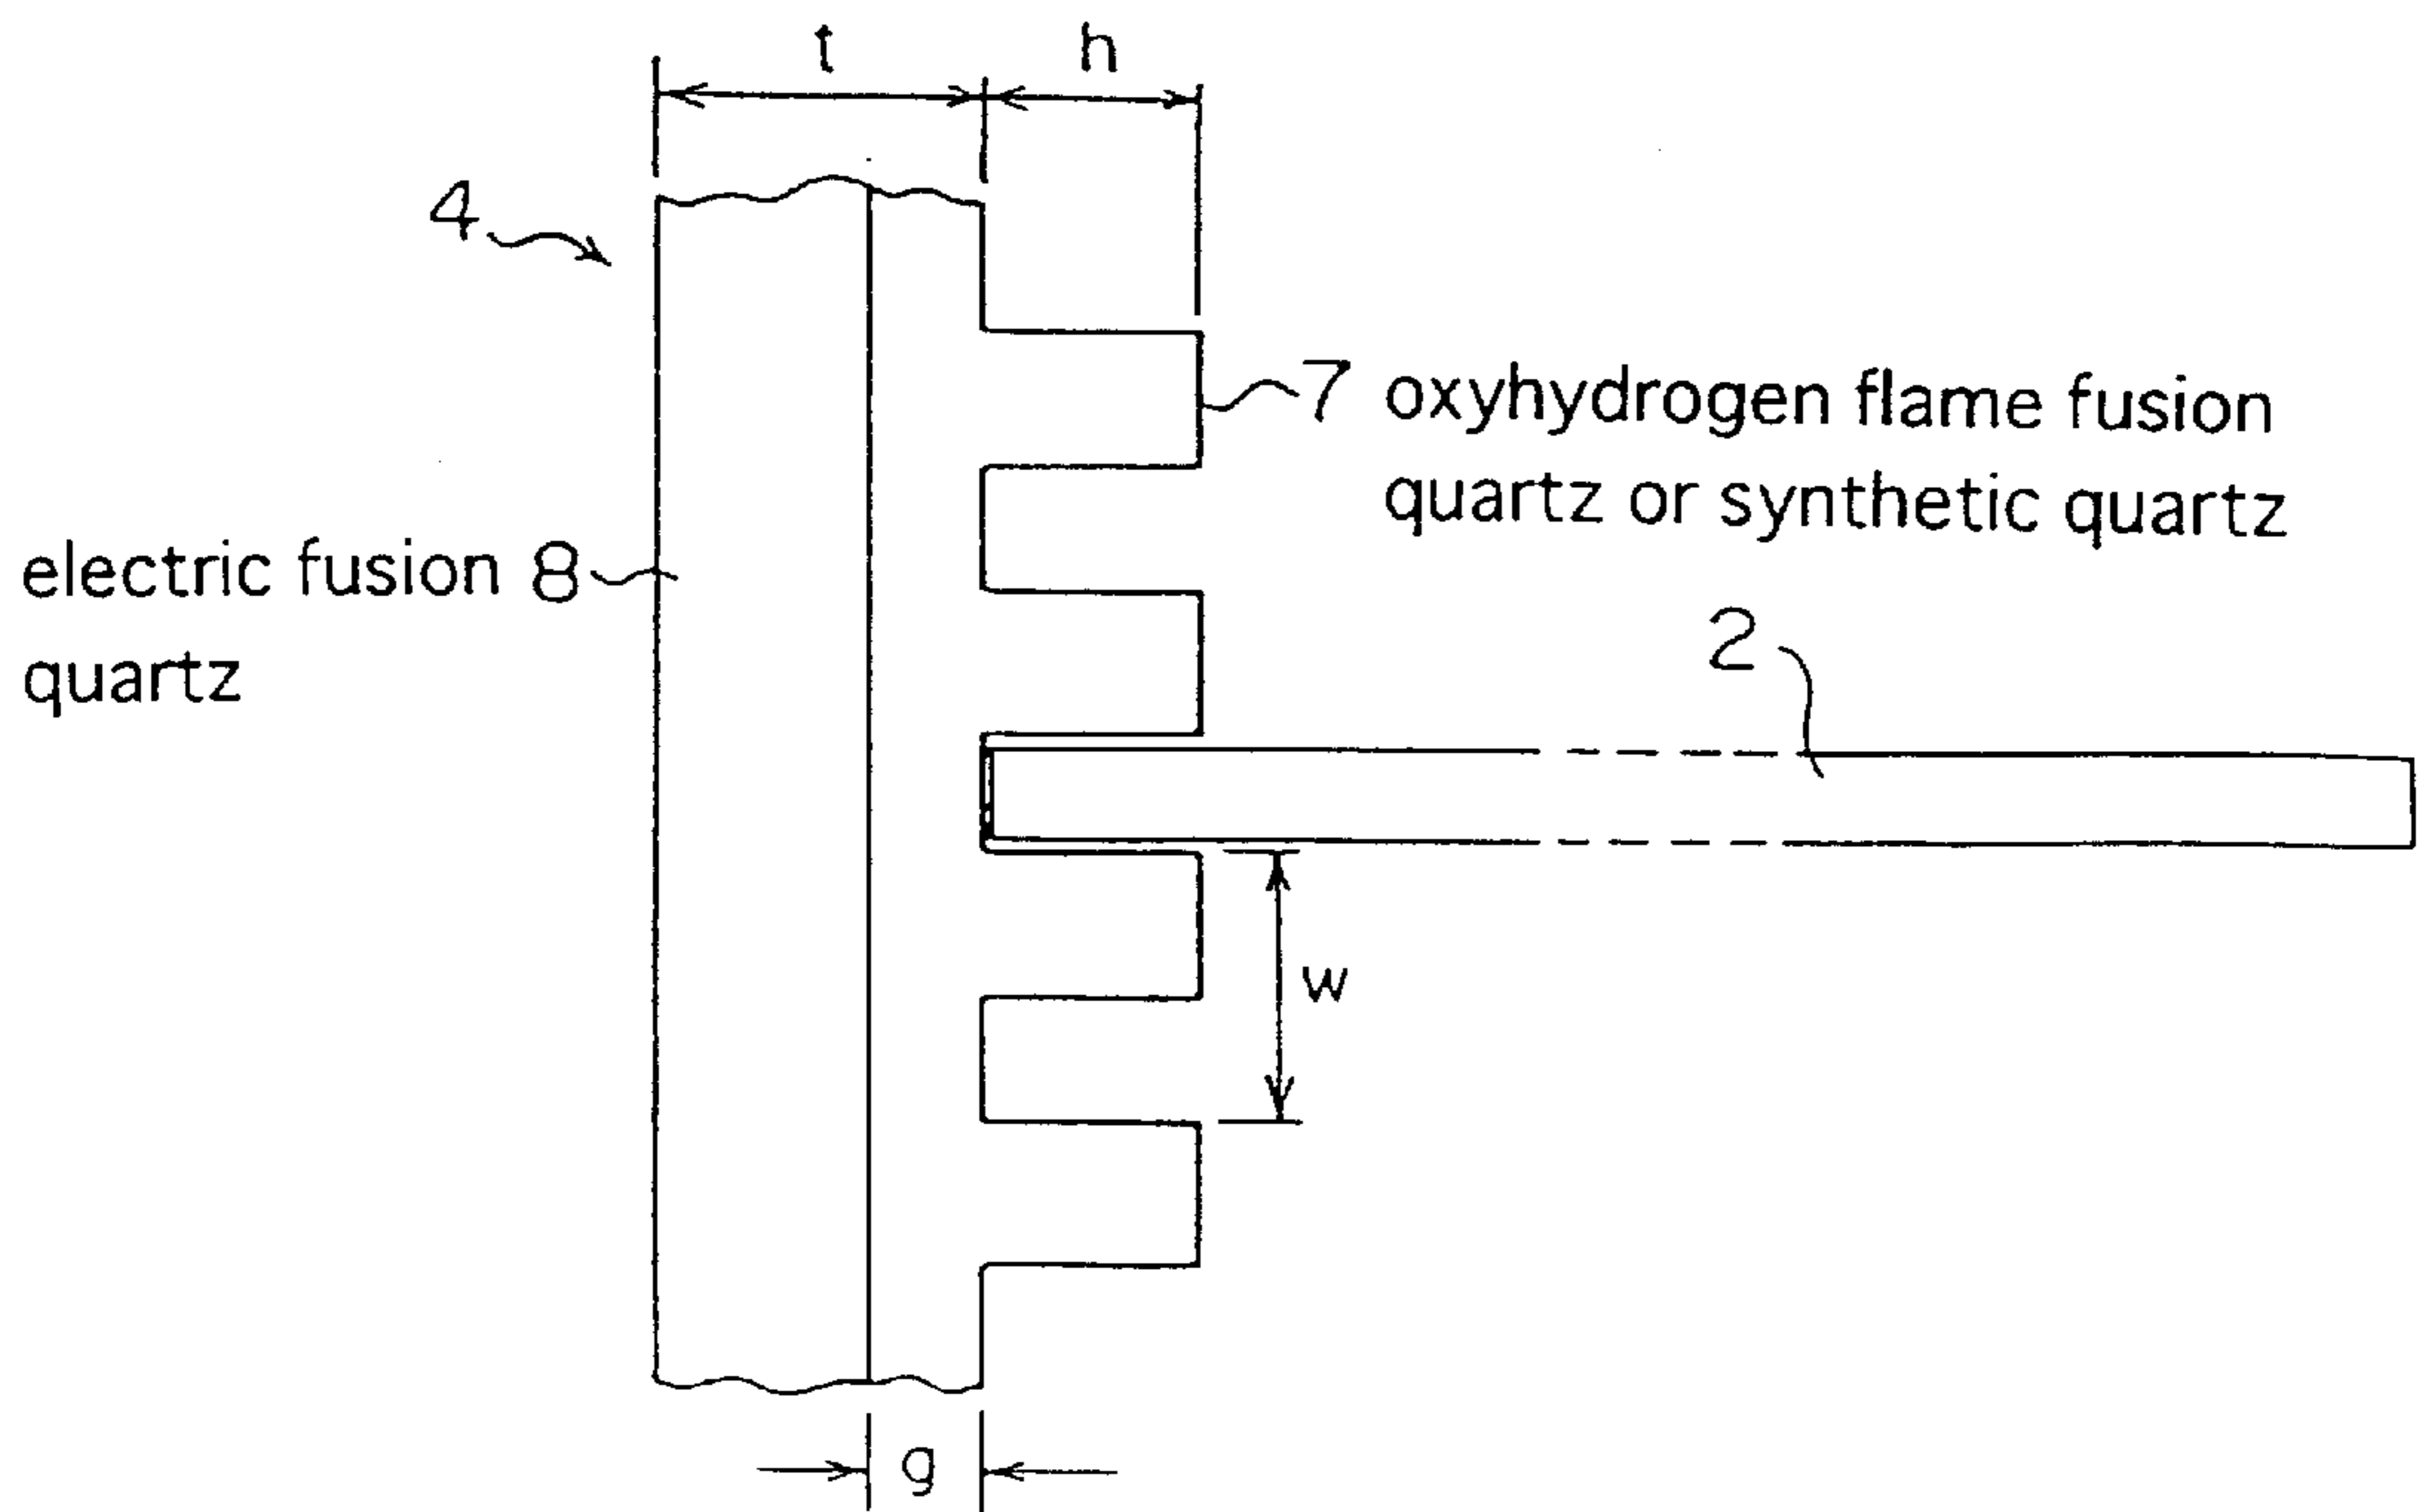 t
h
4
7 oxyhydrogen flame fusion
quartz or synthetic quartz
electric fusion 8
quartz
2
w
g